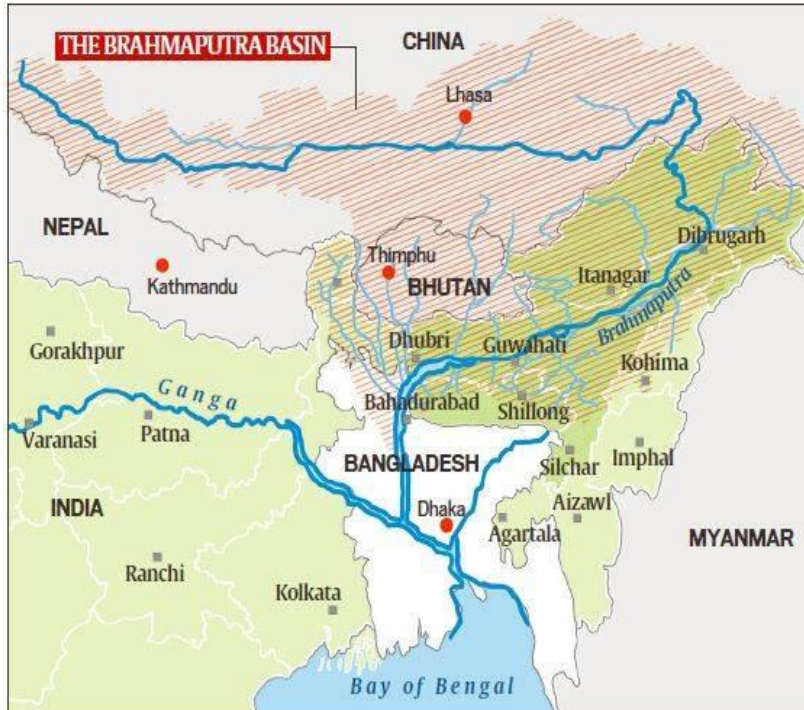 THE BRAHMAPUTRA BASIN
CHINA
Lhasa
NEPAL
Kathmandu
Thimphu
BHUTAN
Dibrugarh
Itanagar
Brahmaputra
Gorakhpur
Dhubri
Guwahati
Kohima
Ganga
Bahadurabad
Shillong
Varanasi
Patna
BANGLADESH
Silchar
Imphal
INDIA
Dhaka
Agartala
Aizawl
MYANMAR
Ranchi
Kolkata
Bay of Bengal